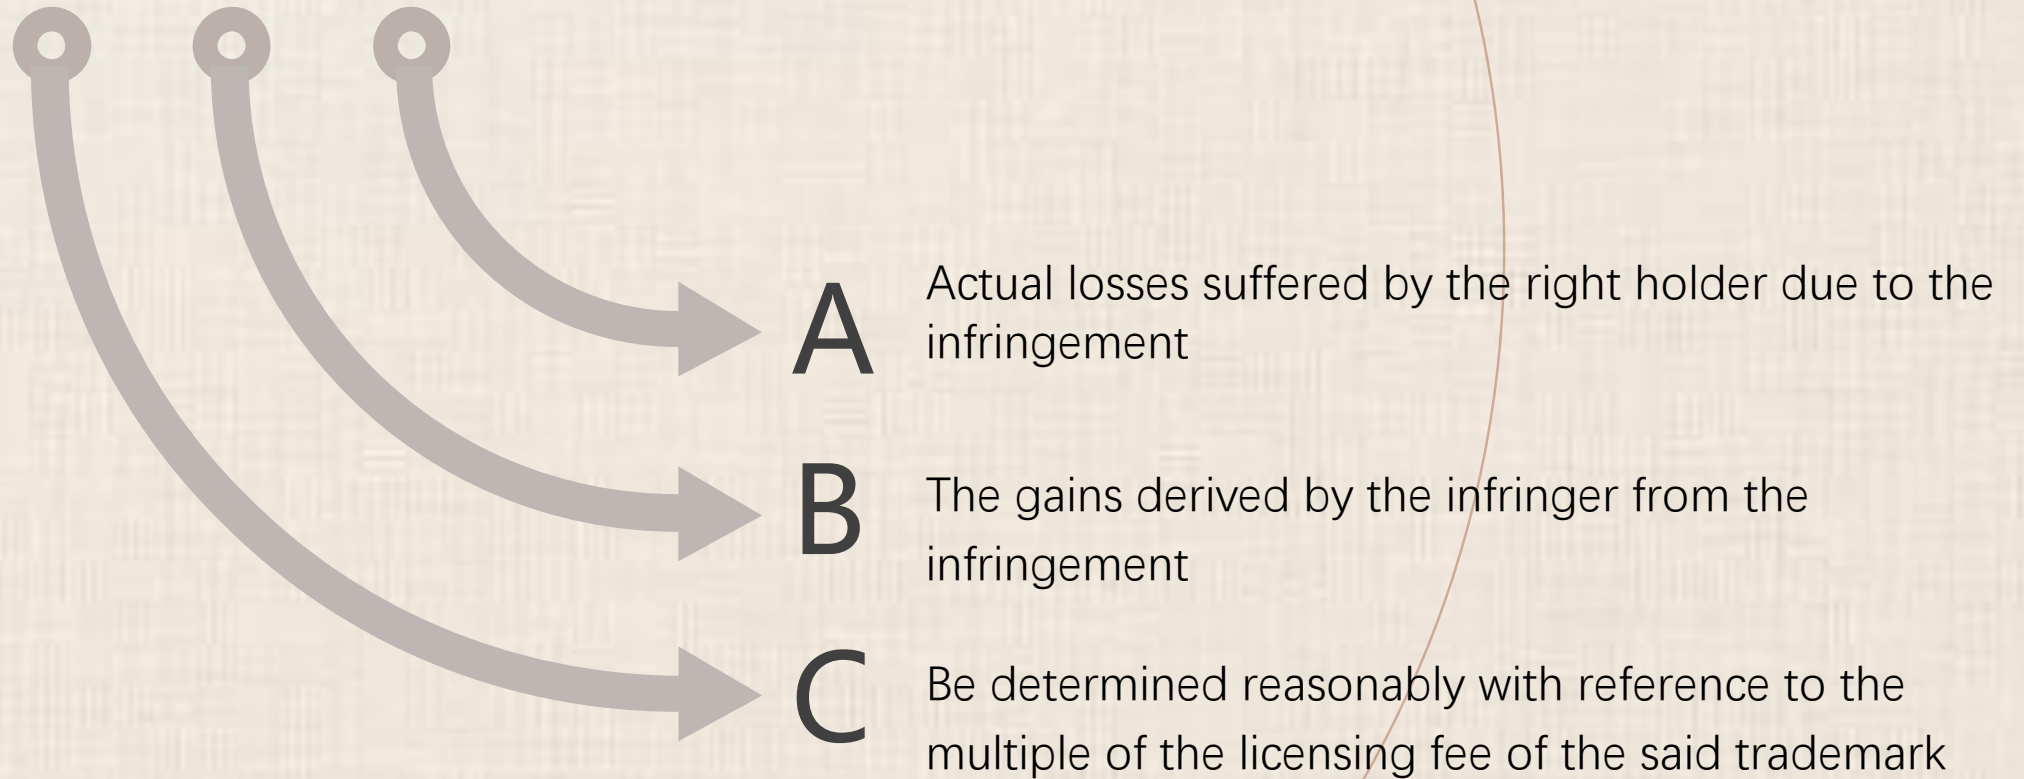 A
Actual losses suffered by the right holder due to the
infringement
B
The gains derived by the infringer from the
infringement
C
Be determined reasonably with reference to the
multiple of the licensing fee of the said trademark